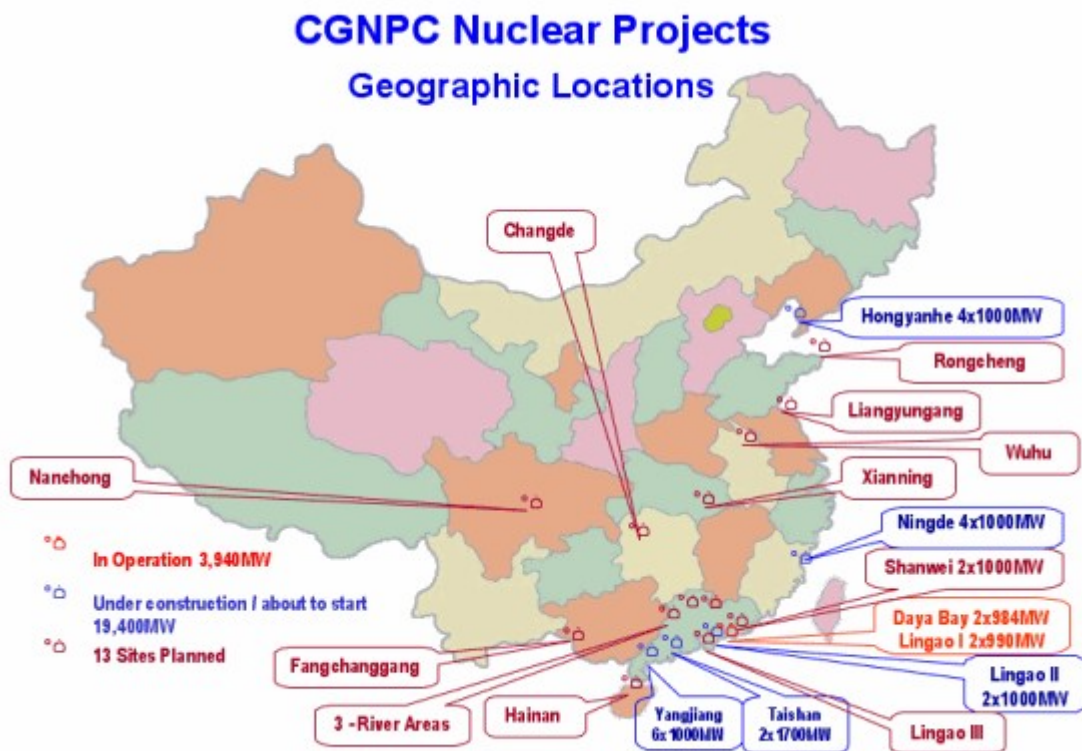 CGNPC Nuclear Projects
Geographic Locations
Changde
Hongyanhe 4x1000MW
Rongcheng
Liangyungang
Wuhu
Nanchong
Xianning
Ningde 4x1000MW
Shanwei 2x1000MW
In Operation 3,940MW
Under construction / about to start
19,400MW
13 Sites Planned
Daya Bay 2x984MW
Lingao I 2x990MW
Fangchanggang
Lingao II
2x1000MW
3 -River Areas
Hainan
Yangjiang
6x1000MW
Taishan
2x1700MW
Lingao III